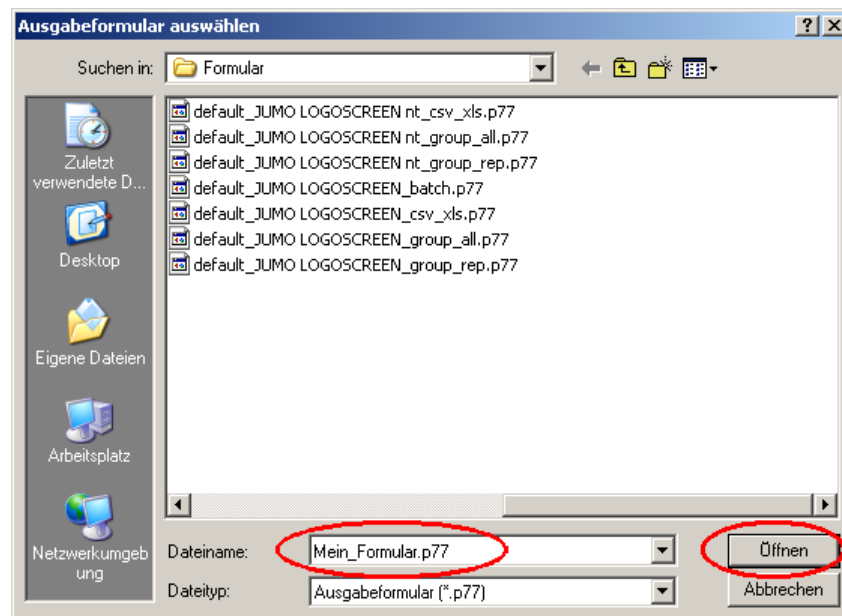 Ausgabeformular auswählen
Suchen in:
Formular
default_JUMO LOGOSCREEN nt_csv_xls.p77
default_JUMO LOGOSCREEN nt_group_all.p77
default_JUMO LOGOSCREEN nt_group_rep.p77
default_JUMO LOGOSCREEN_batch.p77
default_JUMO LOGOSCREEN_csv_xls.p77
default_JUMO LOGOSCREEN_group_all.p77
default_JUMO LOGOSCREEN_group_rep.p77
Zuletzt
verwendete D...
Desktop
Eigene Dateien
Arbeitsplatz
Netzwerkumgeb
ung
Dateiname:
Mein_Formular.p77
Öffnen
Dateityp:
Ausgabeformular (*.p77)
Abbrechen